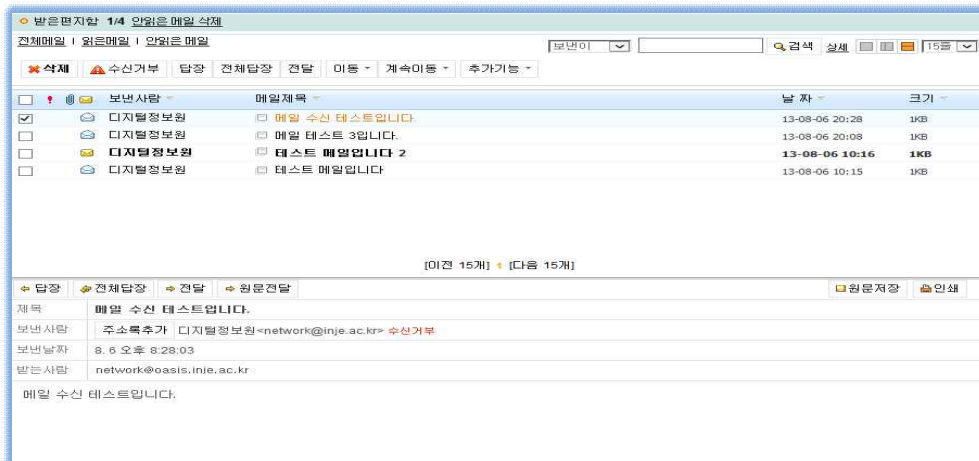 받은편지함 1/4 안읽은 메일 삭제
전체메일 | 읽은메일 | 안읽은 메일
보낸이 검색 상세 15줄
삭제 수신거부 답장 전체답장 전달 이동 계속이동 추가기능
보낸사람 메일제목 날 짜 크기
디지털정보원 메일 수신 테스트입니다. 13-08-06 20:28 1KB
디지털정보원 메일 테스트 3입니다. 13-08-06 20:08 1KB
디지털정보원 테스트 메일입니다 2 13-08-06 10:16 1KB
디지털정보원 테스트 메일입니다 13-08-06 10:15 1KB
[이전 15개] 1 [다음 15개]
답장 전체답장 전달 원문전달 원문저장 인쇄
제목 메일 수신 테스트입니다.
보낸사람 주소록추가 디지털정보원<network@inje.ac.kr> 수신거부
보낸날짜 8. 6 오후 8:28:03
받는사람 network@oasis.inje.ac.kr
메일 수신 테스트입니다.